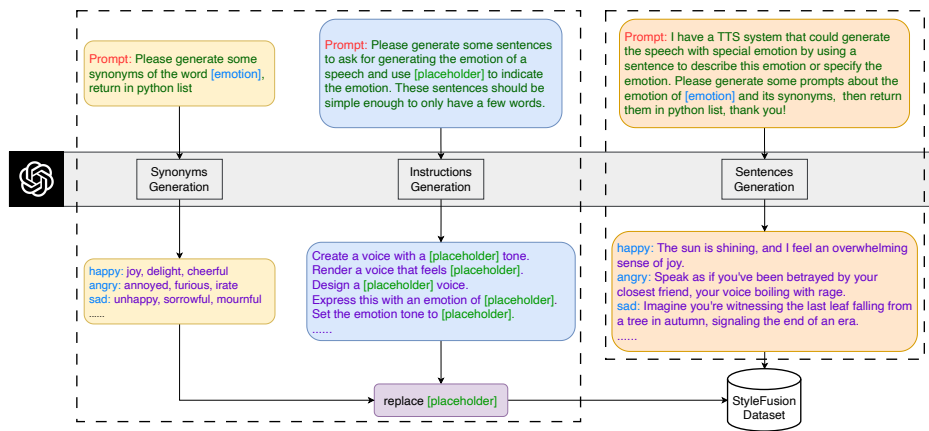 Prompt: Please generate some
synonyms of the word [emotion],
return in python list
Prompt: Please generate some sentences
to ask for generating the emotion of a
speech and use [placeholder] to indicate
the emotion. These sentences should be
simple enough to only have a few words.
Prompt: I have a TTS system that could generate
the speech with special emotion by using a
sentence to describe this emotion or specify the
emotion. Please generate some prompts about the
emotion of [emotion] and its synonyms, then return
them in python list, thank you!
Synonyms
Generation
Instructions
Generation
Sentences
Generation
happy: joy, delight, cheerful
angry: annoyed, furious, irate
sad: unhappy, sorrowful, mournful
......
Create a voice with a [placeholder] tone.
Render a voice that feels [placeholder].
Design a [placeholder] voice.
Express this with an emotion of [placeholder].
Set the emotion tone to [placeholder].
......
happy: The sun is shining, and I feel an overwhelming
sense of joy.
angry: Speak as if you've been betrayed by your
closest friend, your voice boiling with rage.
sad: Imagine you're witnessing the last leaf falling from
a tree in autumn, signaling the end of an era.
......
replace [placeholder]
StyleFusion
Dataset